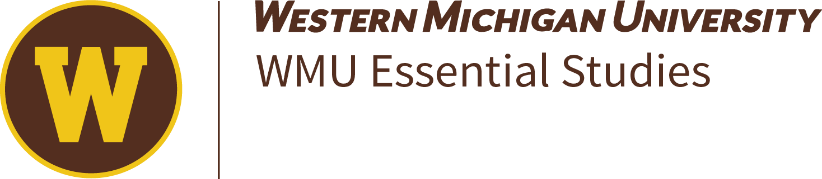 W
WESTERN MICHIGAN UNIVERSITY
WMU Essential Studies